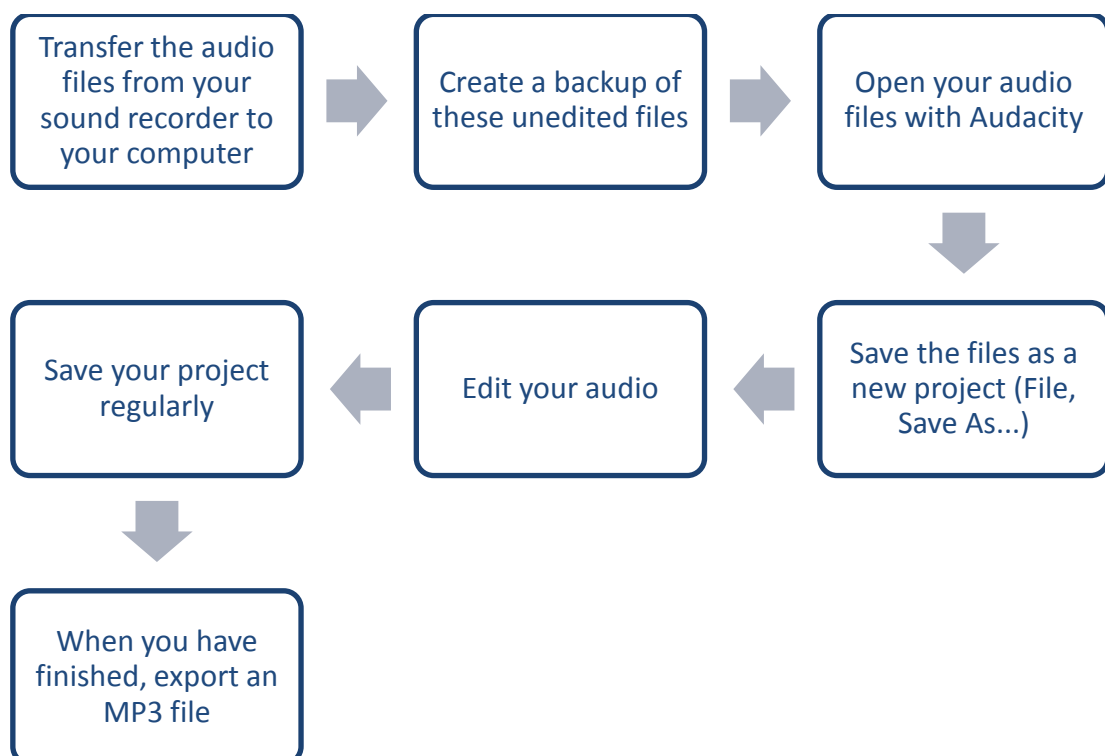 Transfer the audio
files from your
sound recorder to
your computer
Create a backup of
these unedited files
Open your audio
files with Audacity
Save the files as a
new project (File,
Save As...)
Edit your audio
Save your project
regularly
When you have
finished, export an
MP3 file